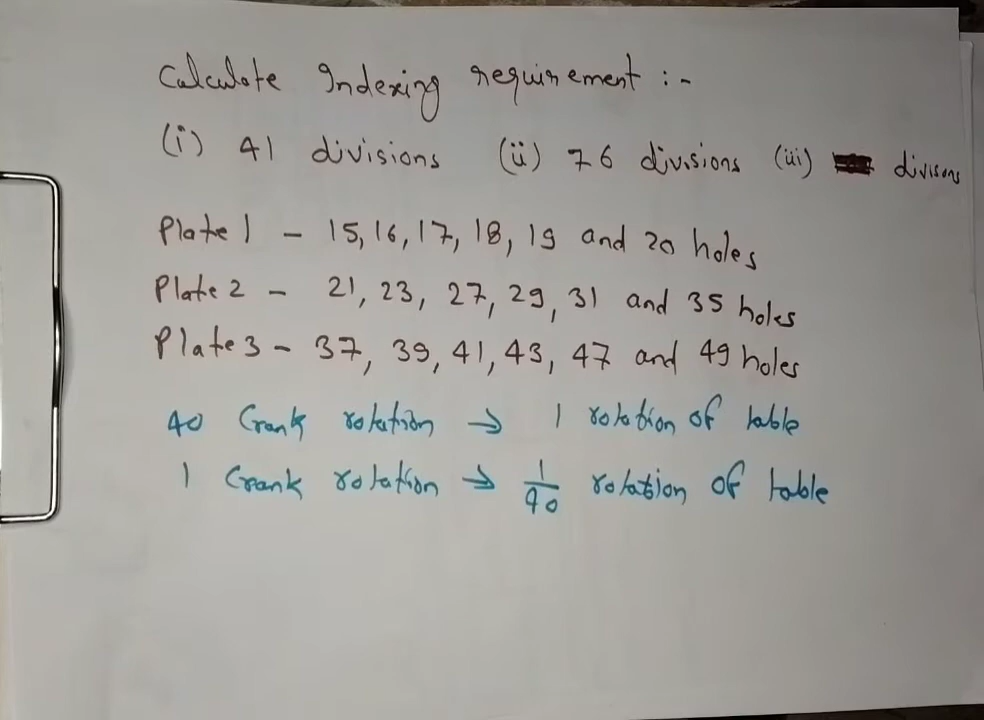 Calculate Indexing requirement :-
(i) 41 divisions (ii) 76 divisions (iii) divisons
Plate 1 - 15, 16, 17, 18, 19 and 20 holes
Plate 2 - 21, 23, 27, 29, 31 and 35 holes
Plate 3 - 37, 39, 41, 43, 47 and 49 holes
40 Crank rotation → 1 rotation of table
1 Crank rotation → 1/40 rotation of table